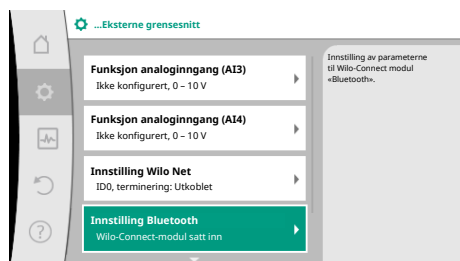 ...Eksterne grensesnitt
Funksjon analoginngang (AI3)
Ikke konfigurert, 0 – 10 V
Funksjon analoginngang (AI4)
Ikke konfigurert, 0 – 10 V
Innstilling Wilo Net
ID0, terminering: Utkoblet
Innstilling Bluetooth
Wilo-Connect-modul satt inn
Innstilling av parameterne
til Wilo-Connect modul
«Bluetooth».
?